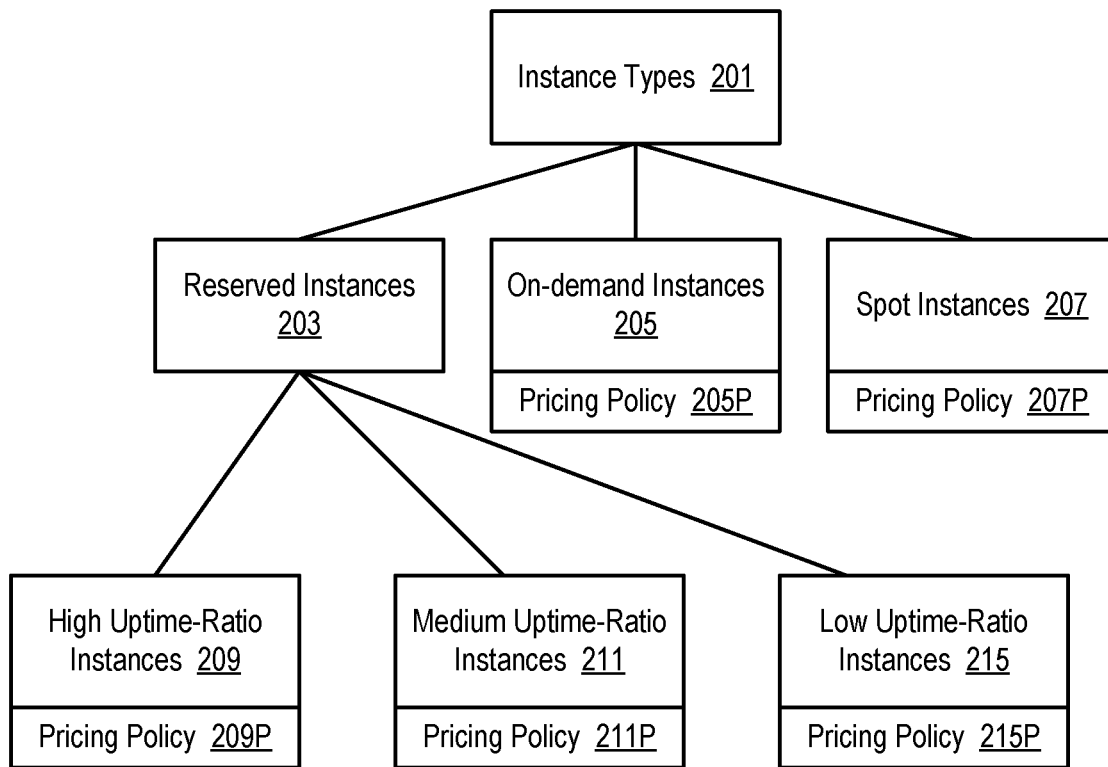 Instance Types 201
Reserved Instances
203
On-demand Instances
205
Pricing Policy 205P
Spot Instances 207
Pricing Policy 207P
High Uptime-Ratio
Instances 209
Pricing Policy 209P
Medium Uptime-Ratio
Instances 211
Pricing Policy 211P
Low Uptime-Ratio
Instances 215
Pricing Policy 215P